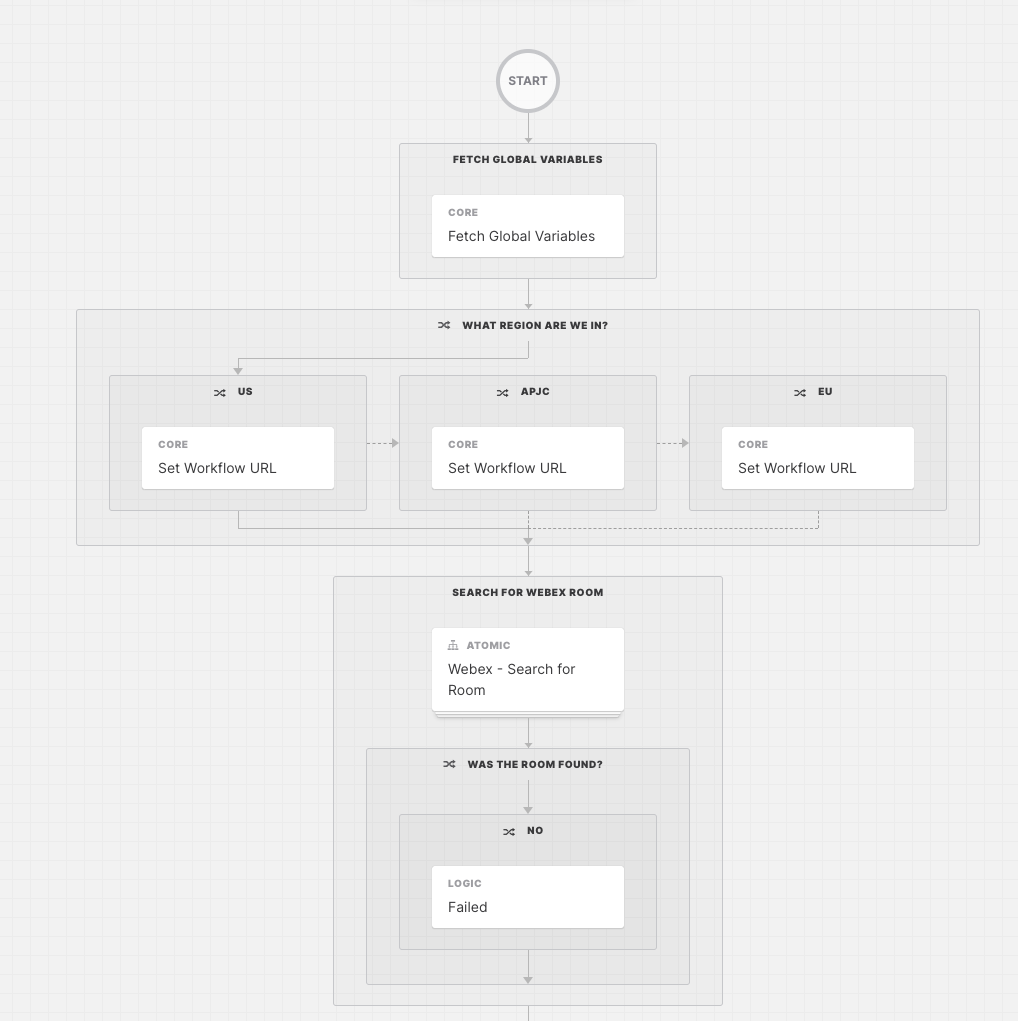 START
FETCH GLOBAL VARIABLES
CORE
Fetch Global Variables
WHAT REGION ARE WE IN?
US
CORE
Set Workflow URL
APJC
CORE
Set Workflow URL
EU
CORE
Set Workflow URL
SEARCH FOR WEBEX ROOM
ATOMIC
Webex - Search for
Room
WAS THE ROOM FOUND?
NO
LOGIC
Failed